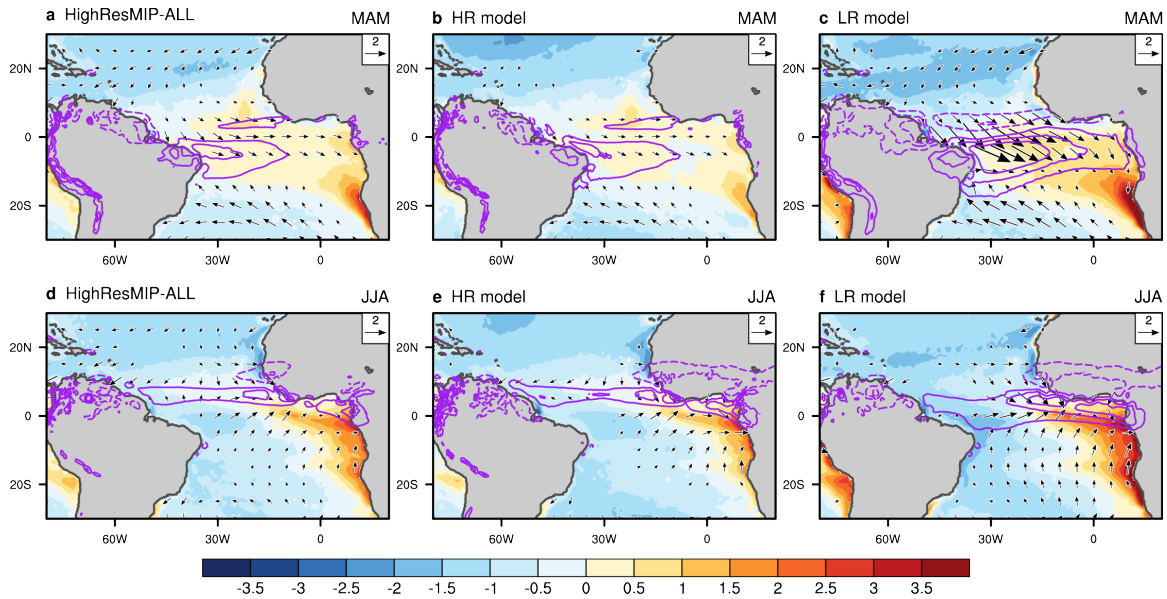 a HighResMIP-ALL MAM
b HR model MAM
c LR model MAM
2
2
2
20N
0
20S
20N
0
20S
20N
0
20S
60W 30W 0
60W 30W 0
60W 30W 0
d HighResMIP-ALL JJA
e HR model JJA
f LR model JJA
2
2
2
20N
0
20S
20N
0
20S
20N
0
20S
60W 30W 0
60W 30W 0
60W 30W 0
-3.5 -3 -2.5 -2 -1.5 -1 -0.5 0 0.5 1 1.5 2 2.5 3 3.5